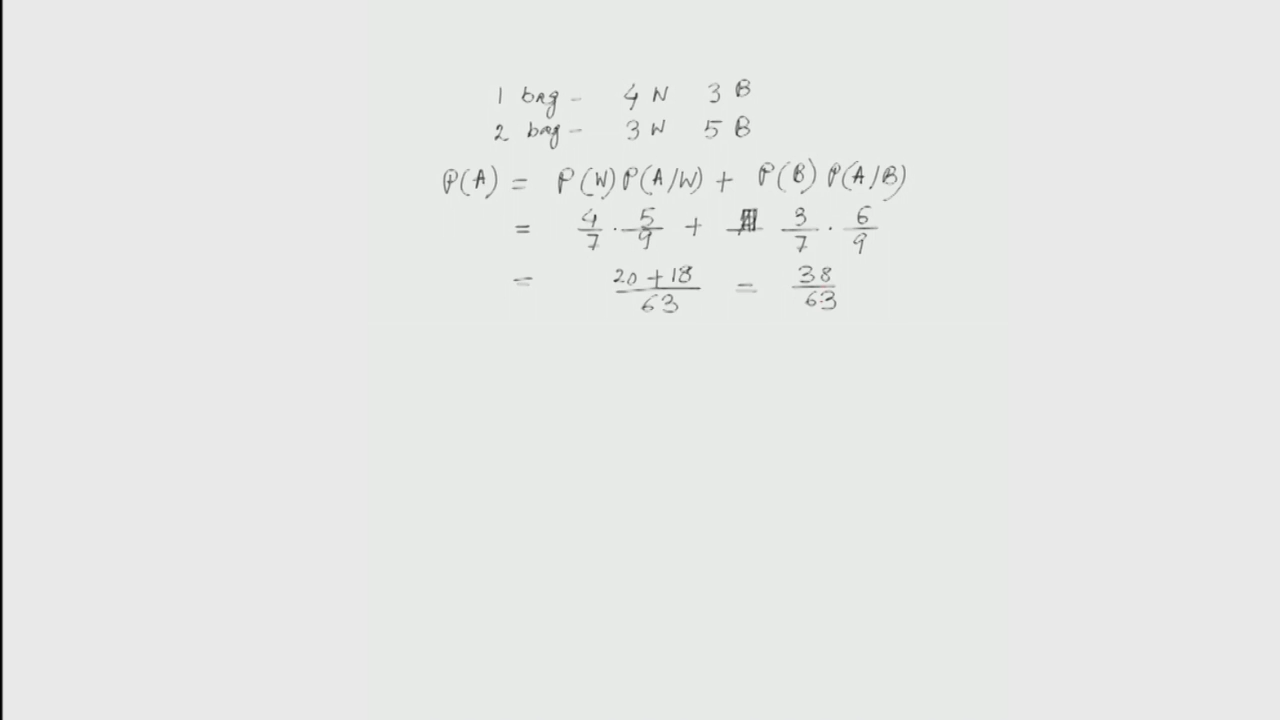 1 bag - 4 W 3 B
2 bag - 3 W 5 B
P(A) = P(W) P(A/W) + P(B) P(A/B)
= 4/7 · 5/9 + 3/7 · 6/9
= 20+18/63 = 38/63